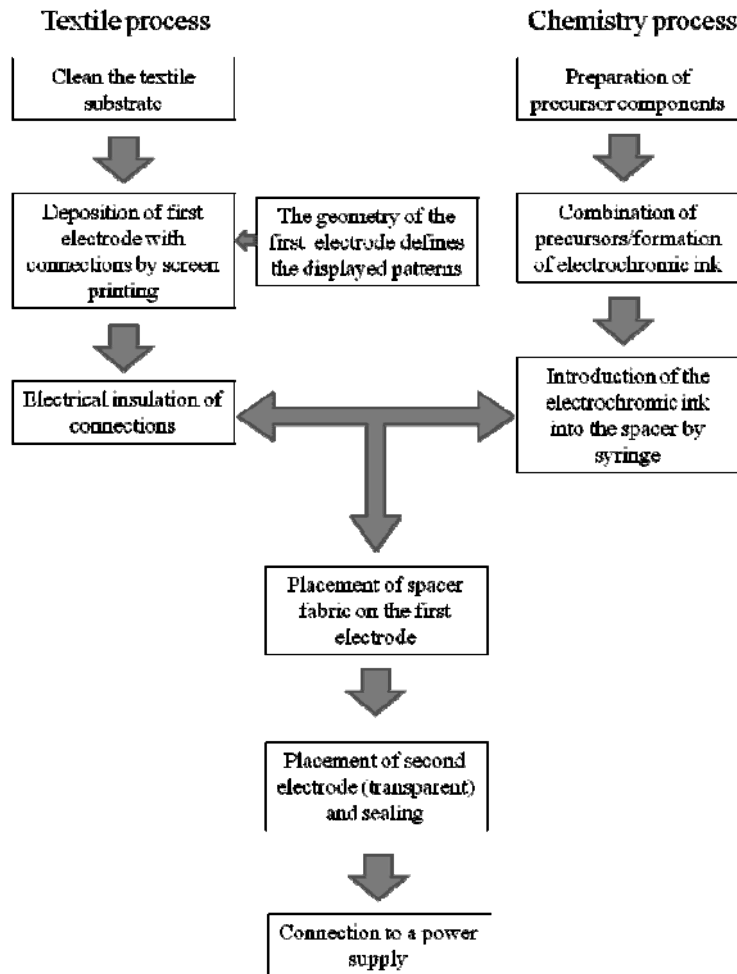 Textile process
Clean the textile
substrate
Deposition of first
electrode with
connections by screen
printing
The geometry of the
first electrode defines
the displayed patterns
Electrical insulation of
connections
Chemistry process
Preparation of
precursor components
Combination of
precursors/formation
of electrochromic ink
Introduction of the
electrochromic ink
into the spacer by
syringe
Placement of spacer
fabric on the first
electrode
Placement of second
electrode (transparent)
and sealing
Connection to a power
supply